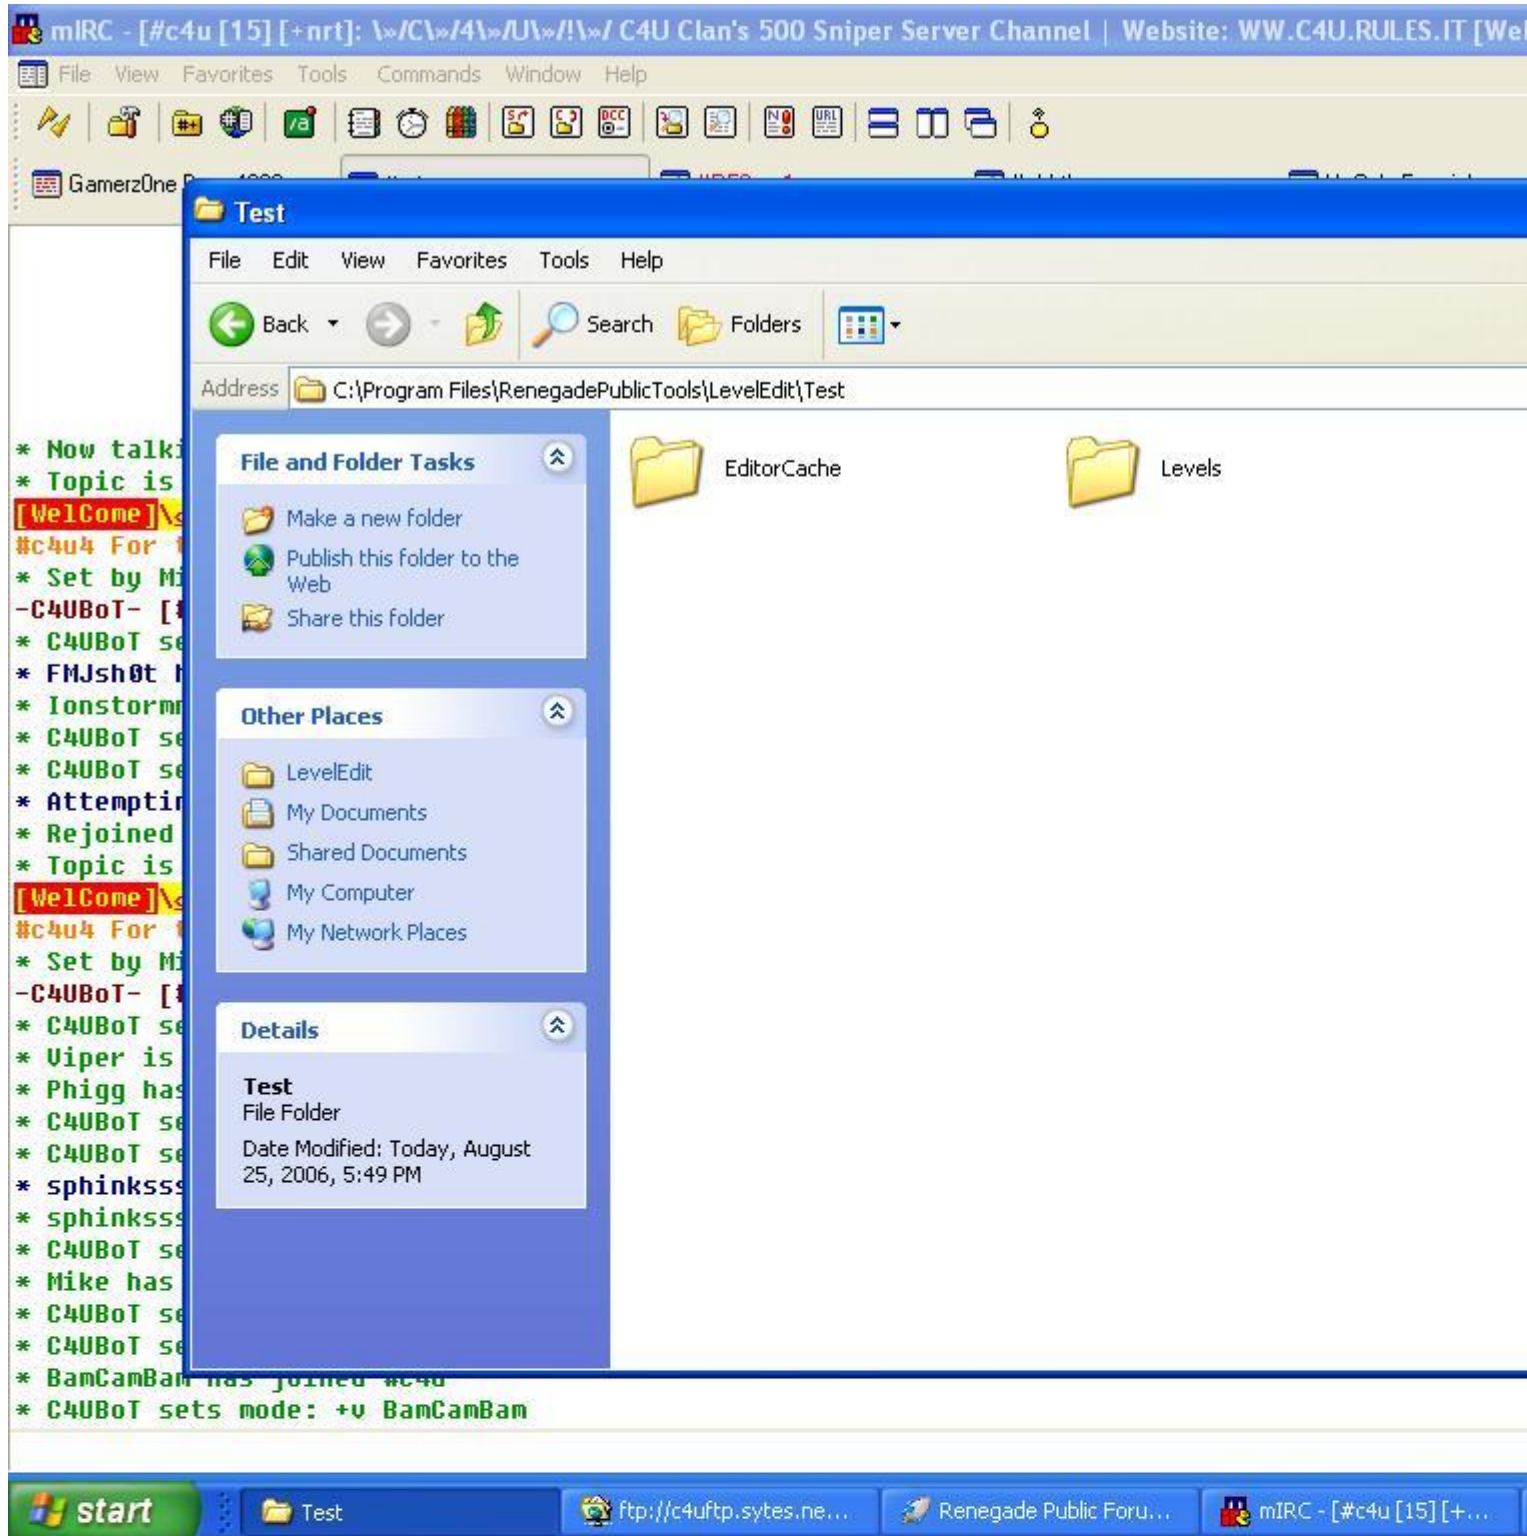 mIRC - [#c4u [15] [+nrt]: \»/C\»/4\»/U\»/!\»/ C4U Clan's 500 Sniper Server Channel | Website: WW.C4U.RULES.IT [Wel
File View Favorites Tools Commands Window Help
GamerzOne
Test
File Edit View Favorites Tools Help
Back Search Folders
Address C:\Program Files\RenegadePublicTools\LevelEdit\Test
File and Folder Tasks
Make a new folder
Publish this folder to the
Web
Share this folder
Other Places
LevelEdit
My Documents
Shared Documents
My Computer
My Network Places
Details
Test
File Folder
Date Modified: Today, August
25, 2006, 5:49 PM
EditorCache Levels
* Now talki
* Topic is
[WelCome]\
#c4u4 For
* Set by Mi
-C4UBoT- [#
* C4UBoT se
* FMJsh0t h
* Ionstorm
* C4UBoT se
* C4UBoT se
* Attemptin
* Rejoined
* Topic is
[WelCome]\
#c4u4 For
* Set by Mi
-C4UBoT- [#
* C4UBoT se
* Viper is
* Phigg has
* C4UBoT se
* C4UBoT se
* sphinksss
* sphinksss
* C4UBoT se
* Mike has
* C4UBoT se
* C4UBoT se
* BamCamBam has joined #c4u
* C4UBoT sets mode: +v BamCamBam
start Test ftp://c4uftp.sytes.ne... Renegade Public Foru... mIRC - [#c4u [15] [+...